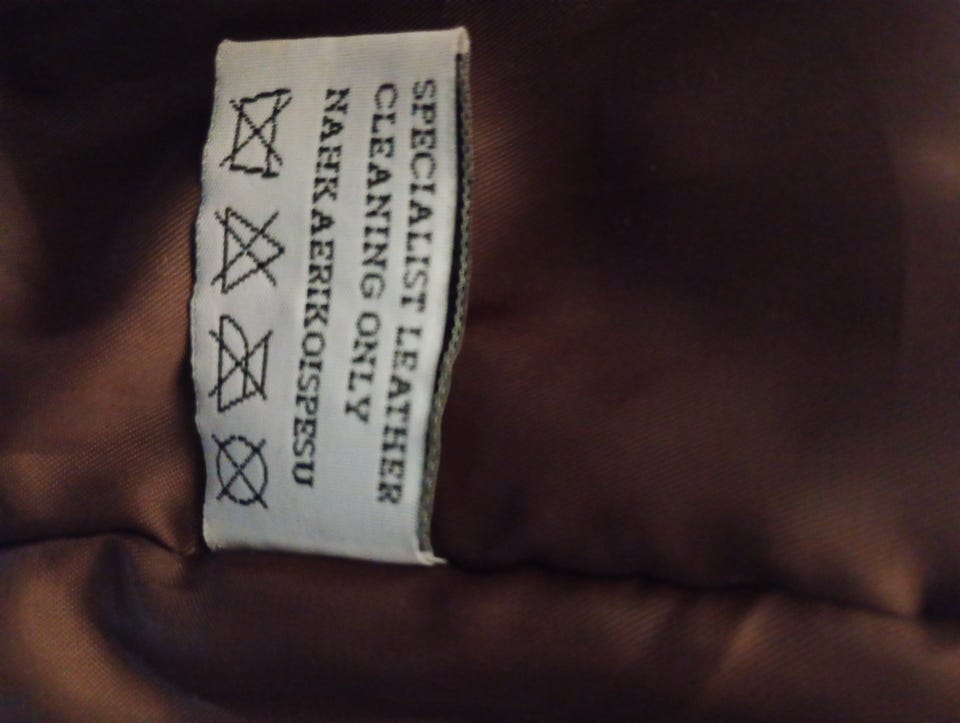 SPECIALIST LEATHER
CLEANING ONLY
NAHKAERIKOISPESU